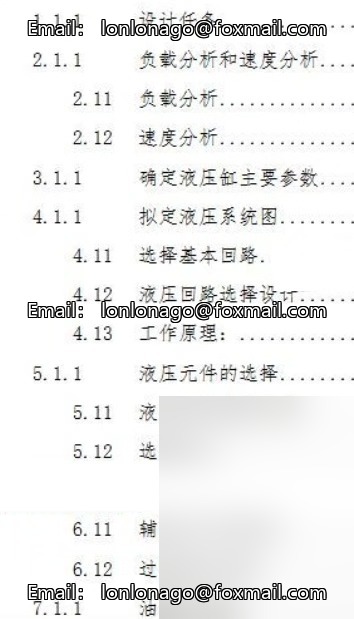 1.1.1 设计任务
Email: lonlonago@foxmail.com
2.1.1 负载分析和速度分析....
2.11 负载分析..............
2.12 速度分析..............
3.1.1 确定液压缸主要参数....
4.1.1 拟定液压系统图........
4.11 选择基本回路.
4.12 液压回路选择设计......
Email: lonlonago@foxmail.com
4.13 工作原理：............
5.1.1 液压元件的选择........
5.11 液
5.12 选
6.11 辅
6.12 过
Email: lonlonago@foxmail.com
7.1.1 油